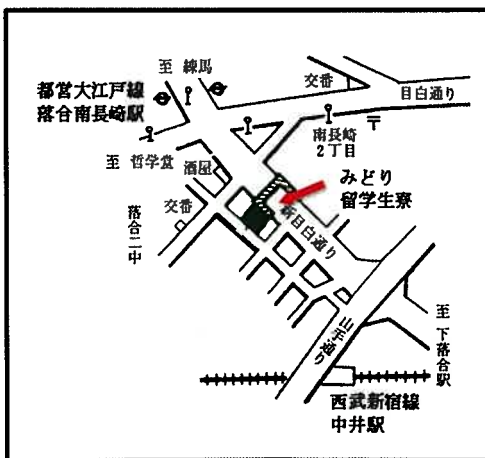 至 練馬
都営大江戸線
落合南長崎駅
交番
目白通り
南長崎
2丁目
〒
至 哲学堂
酒屋
みどり
留学生寮
交番
落合二中
新目白通り
山手通り
至 下落合駅
西武新宿線
中井駅